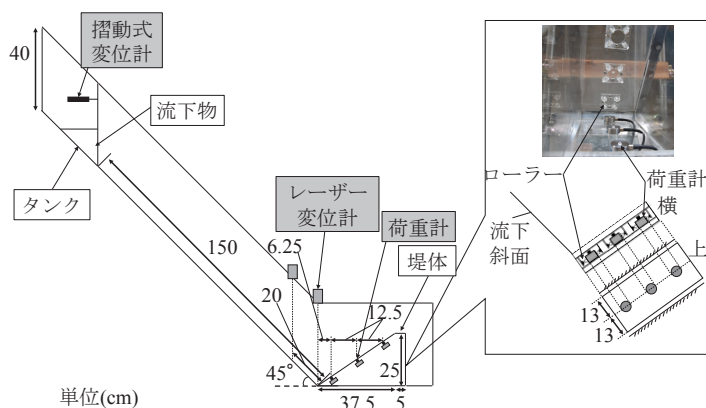 40
摺動式
変位計
流下物
タンク
150
レーザー
変位計
荷重計
堤体
6.25
20
12.5
45°
25
37.5
5
単位(cm)
ローラー
荷重計
横
流下
斜面
上
13
13